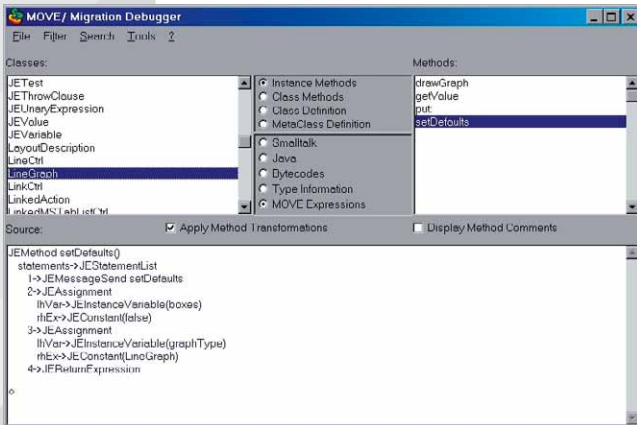 MOVE/ Migration Debugger
File Filter Search Tools ?
Classes:
Methods:
JETest
JEThrowClause
JEUnaryExpression
JEValue
JEVariable
LayoutDescription
LineCtrl
LineGraph
LinkCtrl
LinkedAction
LinkedMSTabListCtrl
Instance Methods
Class Methods
Class Definition
MetaClass Definition
Smalltalk
Java
Bytecodes
Type Information
MOVE Expressions
drawGraph
getValue
put:
setDefaults
Source:
Apply Method Transformations
Display Method Comments
JEMethod setDefaults()
statements->JEStatementList
1->JEMessageSend setDefaults
2->JEAssignment
lhVar->JEInstanceVariable(boxes)
rhEx->JEConstant(false)
3->JEAssignment
lhVar->JEInstanceVariable(graphType)
rhEx->JEConstant(LineGraph)
4->JEReturnExpression